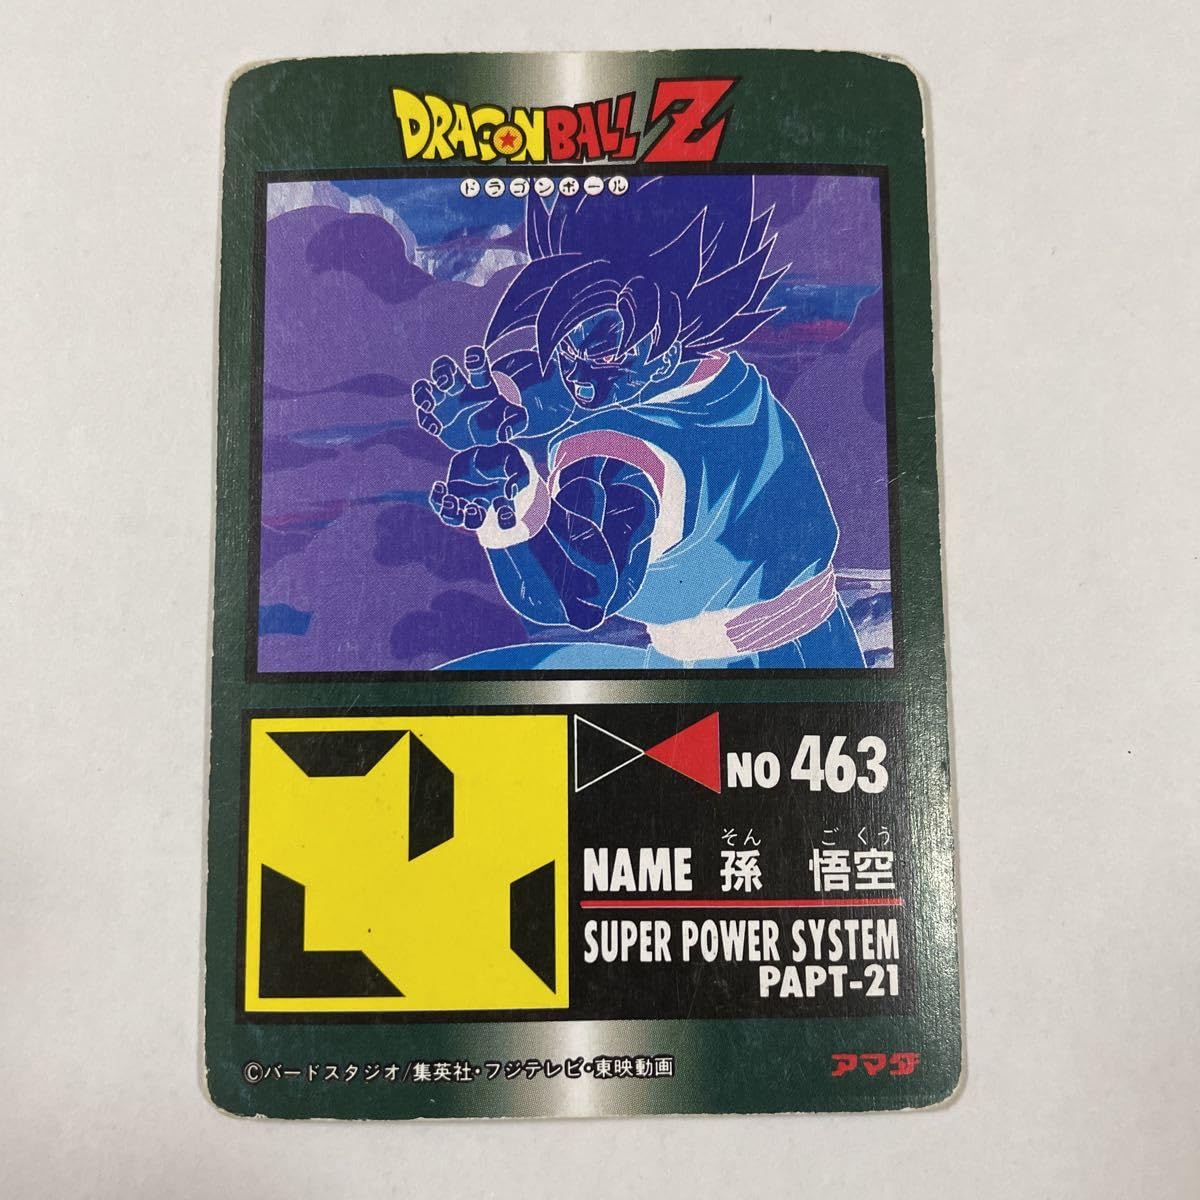 DRAGONBALL Z
ドラゴンボール
NO 463
そん ごくう
NAME 孫 悟空
SUPER POWER SYSTEM
PAPT-21
©バードスタジオ/集英社・フジテレビ・東映動画
アマダ